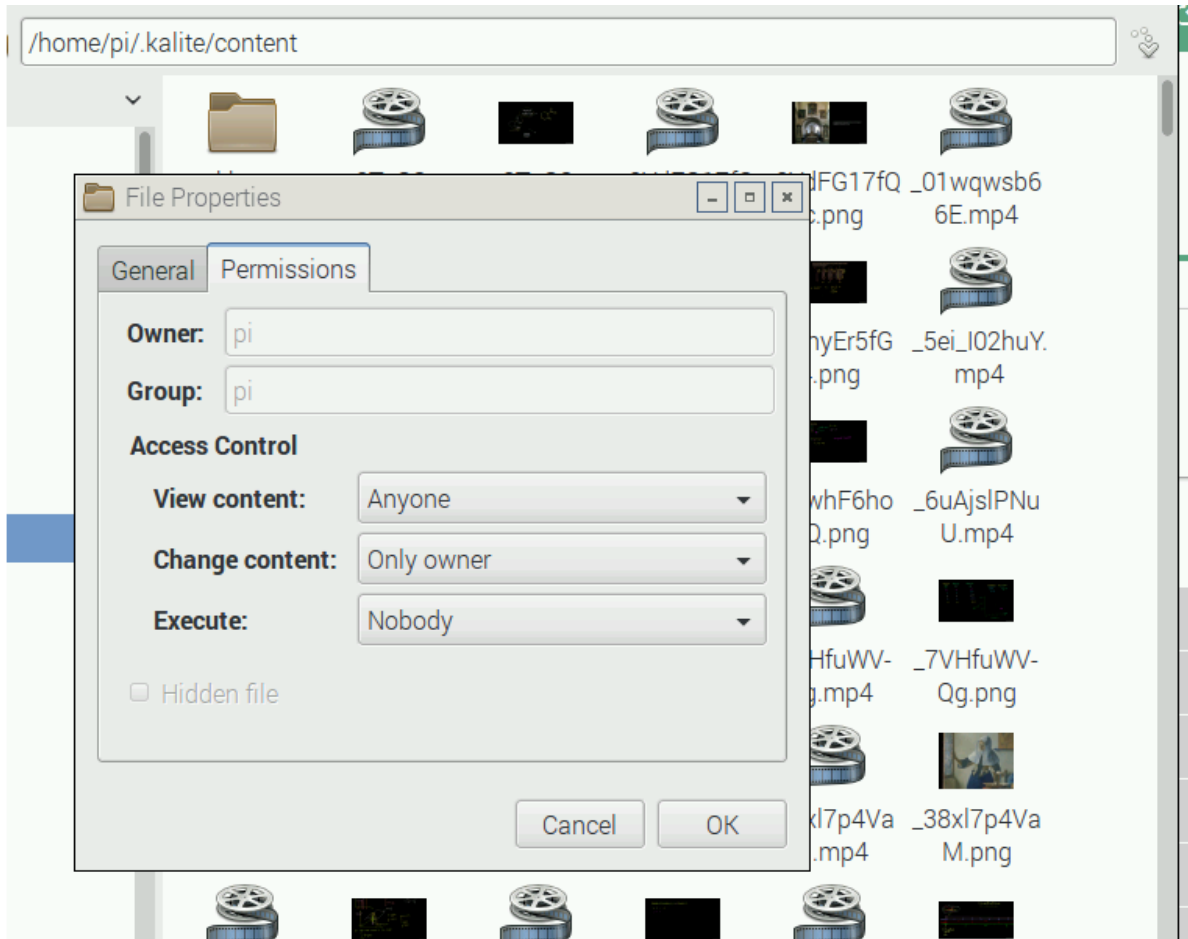 /home/pi/.kalite/content
File Properties
General
Permissions
Owner: pi
Group: pi
Access Control
View content: Anyone
Change content: Only owner
Execute: Nobody
Hidden file
Cancel
OK
_01wqwsb6
6E.mp4
_5ei_I02huY.
mp4
_6uAjslPNu
U.mp4
_7VHfuWV-
Qg.png
_38xl7p4Va
M.png